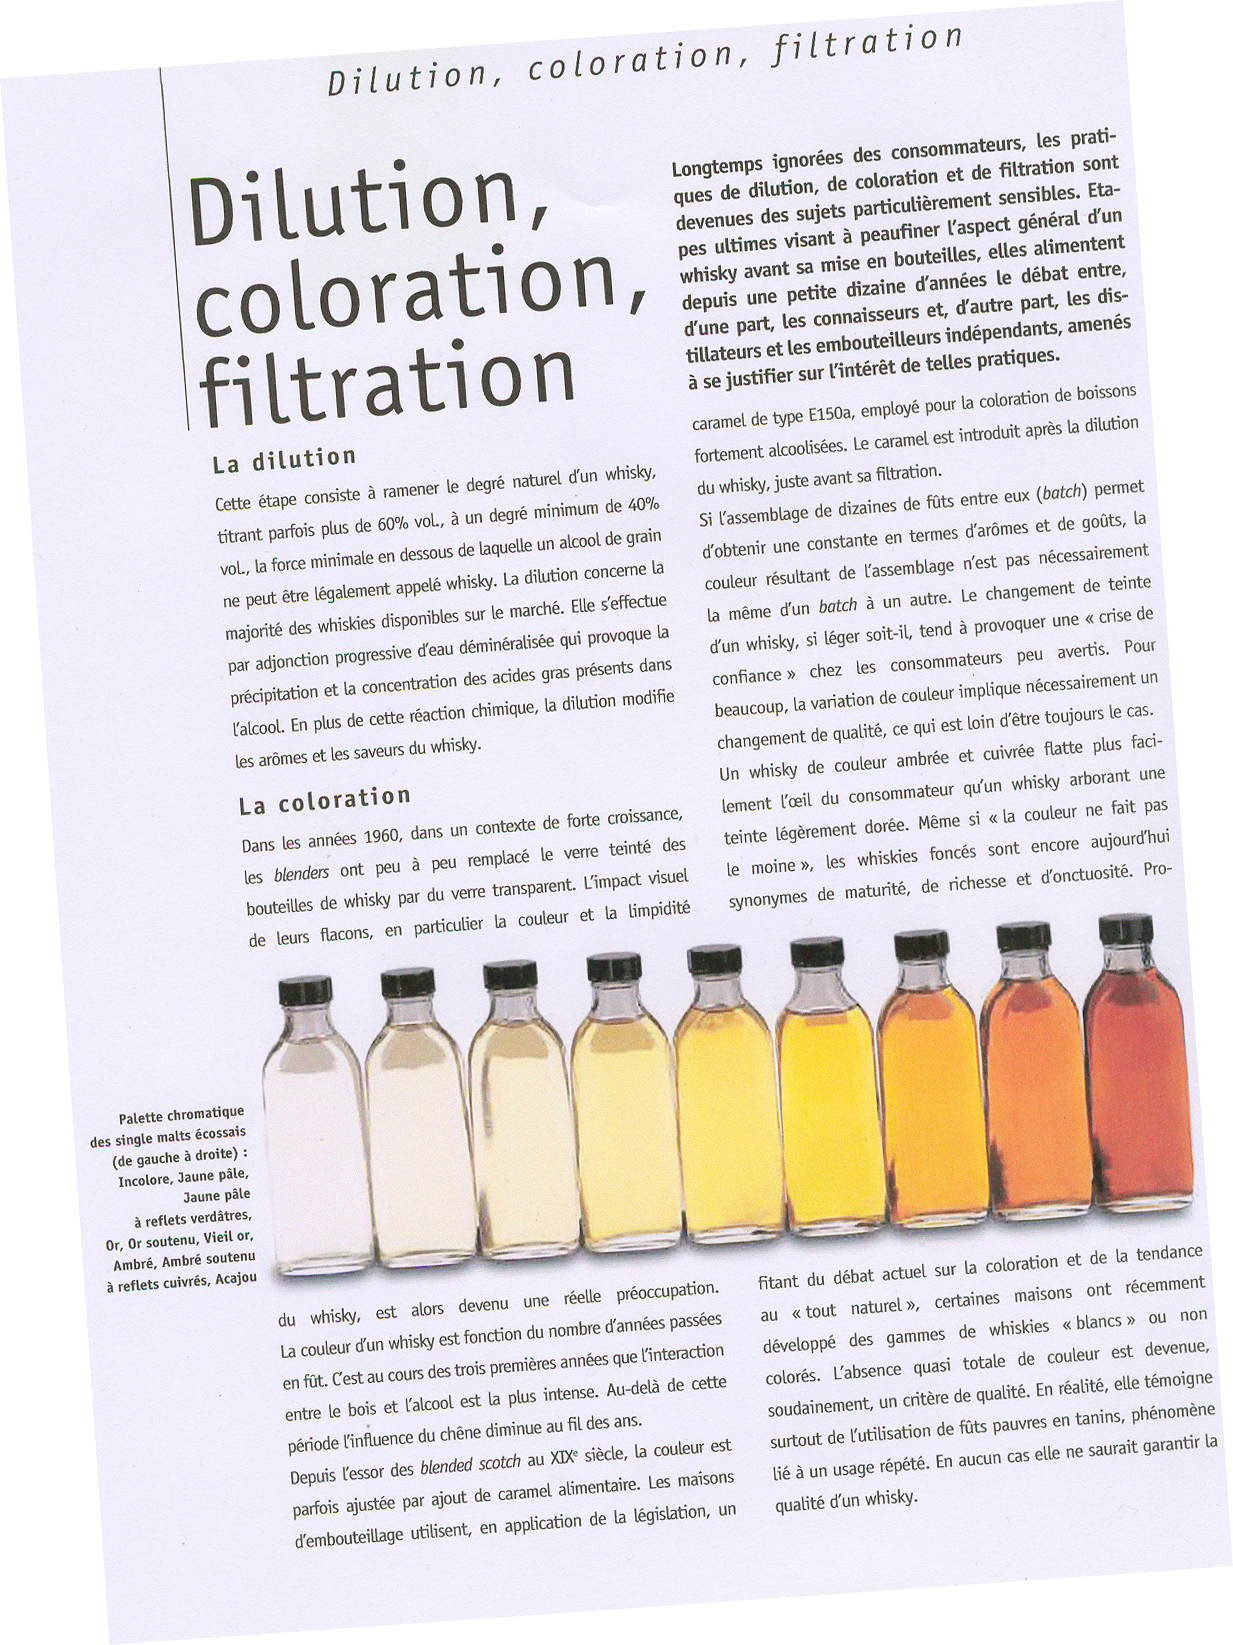 Dilution, coloration, filtration
Dilution,
coloration,
filtration
Longtemps ignorées des consommateurs, les prati-
ques de dilution, de coloration et de filtration sont
devenues des sujets particulièrement sensibles. Eta-
pes ultimes visant à peaufiner l'aspect général d'un
whisky avant sa mise en bouteilles, elles alimentent
depuis une petite dizaine d'années le débat entre,
d'une part, les connaisseurs et, d'autre part, les dis-
tillateurs et les embouteilleurs indépendants, amenés
à se justifier sur l'intérêt de telles pratiques.
La dilution
Cette étape consiste à ramener le degré naturel d'un whisky,
titrant parfois plus de 60% vol., à un degré minimum de 40%
vol., la force minimale en dessous de laquelle un alcool de grain
ne peut être légalement appelé whisky. La dilution concerne la
majorité des whiskies disponibles sur le marché. Elle s'effectue
par adjonction progressive d'eau déminéralisée qui provoque la
précipitation et la concentration des acides gras présents dans
l'alcool. En plus de cette réaction chimique, la dilution modifie
les arômes et les saveurs du whisky.
La coloration
Dans les années 1960, dans un contexte de forte croissance,
les blenders ont peu à peu remplacé le verre teinté des
bouteilles de whisky par du verre transparent. L'impact visuel
de leurs flacons, en particulier la couleur et la limpidité
du whisky, est alors devenu une réelle préoccupation.
La couleur d'un whisky est fonction du nombre d'années passées
en fût. C'est au cours des trois premières années que l'interaction
entre le bois et l'alcool est la plus intense. Au-delà de cette
période l'influence du chêne diminue au fil des ans.
Depuis l'essor des blended scotch au XIXe siècle, la couleur est
parfois ajustée par ajout de caramel alimentaire. Les maisons
d'embouteillage utilisent, en application de la législation, un
caramel de type E150a, employé pour la coloration de boissons
fortement alcoolisées. Le caramel est introduit après la dilution
du whisky, juste avant sa filtration.
Si l'assemblage de dizaines de fûts entre eux (batch) permet
d'obtenir une constante en termes d'arômes et de goûts, la
couleur résultant de l'assemblage n'est pas nécessairement
la même d'un batch à un autre. Le changement de teinte
d'un whisky, si léger soit-il, tend à provoquer une « crise de
confiance » chez les consommateurs peu avertis. Pour
beaucoup, la variation de couleur implique nécessairement un
changement de qualité, ce qui est loin d'être toujours le cas.
Un whisky de couleur ambrée et cuivrée flatte plus faci-
lement l'œil du consommateur qu'un whisky arborant une
teinte légèrement dorée. Même si « la couleur ne fait pas
le moine », les whiskies foncés sont encore aujourd'hui
synonymes de maturité, de richesse et d'onctuosité. Pro-
fitant du débat actuel sur la coloration et de la tendance
au « tout naturel », certaines maisons ont récemment
développé des gammes de whiskies « blancs » ou non
colorés. L'absence quasi totale de couleur est devenue,
soudainement, un critère de qualité. En réalité, elle témoigne
surtout de l'utilisation de fûts pauvres en tanins, phénomène
lié à un usage répété. En aucun cas elle ne saurait garantir la
qualité d'un whisky.
Palette chromatique
des single malts écossais
(de gauche à droite) :
Incolore, Jaune pâle,
Jaune pâle
à reflets verdâtres,
Or, Or soutenu, Vieil or,
Ambré, Ambré soutenu
à reflets cuivrés, Acajou